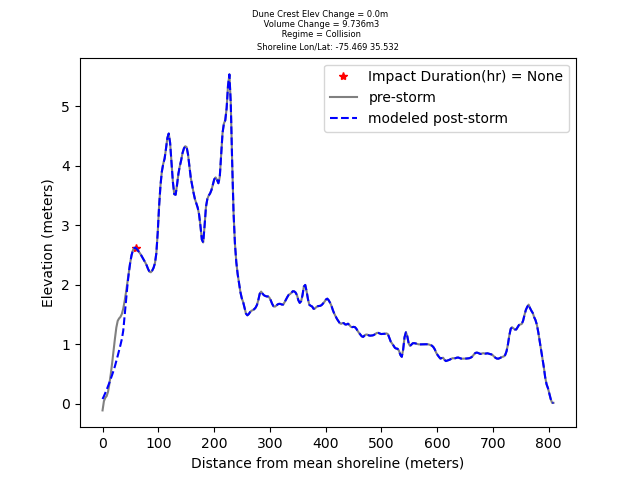 Dune Crest Elev Change = 0.0m
Volume Change = 9.736m3
Regime = Collision
Shoreline Lon/Lat: -75.469 35.532
Impact Duration(hr) = None
pre-storm
modeled post-storm
Elevation (meters)
5
4
3
2
1
0
0 100 200 300 400 500 600 700 800
Distance from mean shoreline (meters)